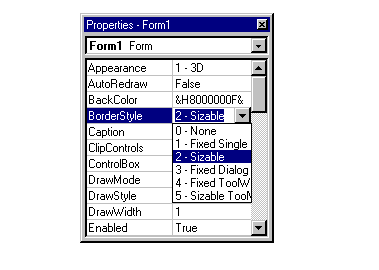 Properties - Form1
Form1 Form
Appearance 1 - 3D
AutoRedraw False
BackColor &H8000000F&
BorderStyle 2 - Sizable
Caption 0 - None
ClipControls 1 - Fixed Single
ControlBox 2 - Sizable
DrawMode 3 - Fixed Dialog
DrawStyle 4 - Fixed ToolW
DrawWidth 5 - Sizable Tool
1
Enabled True